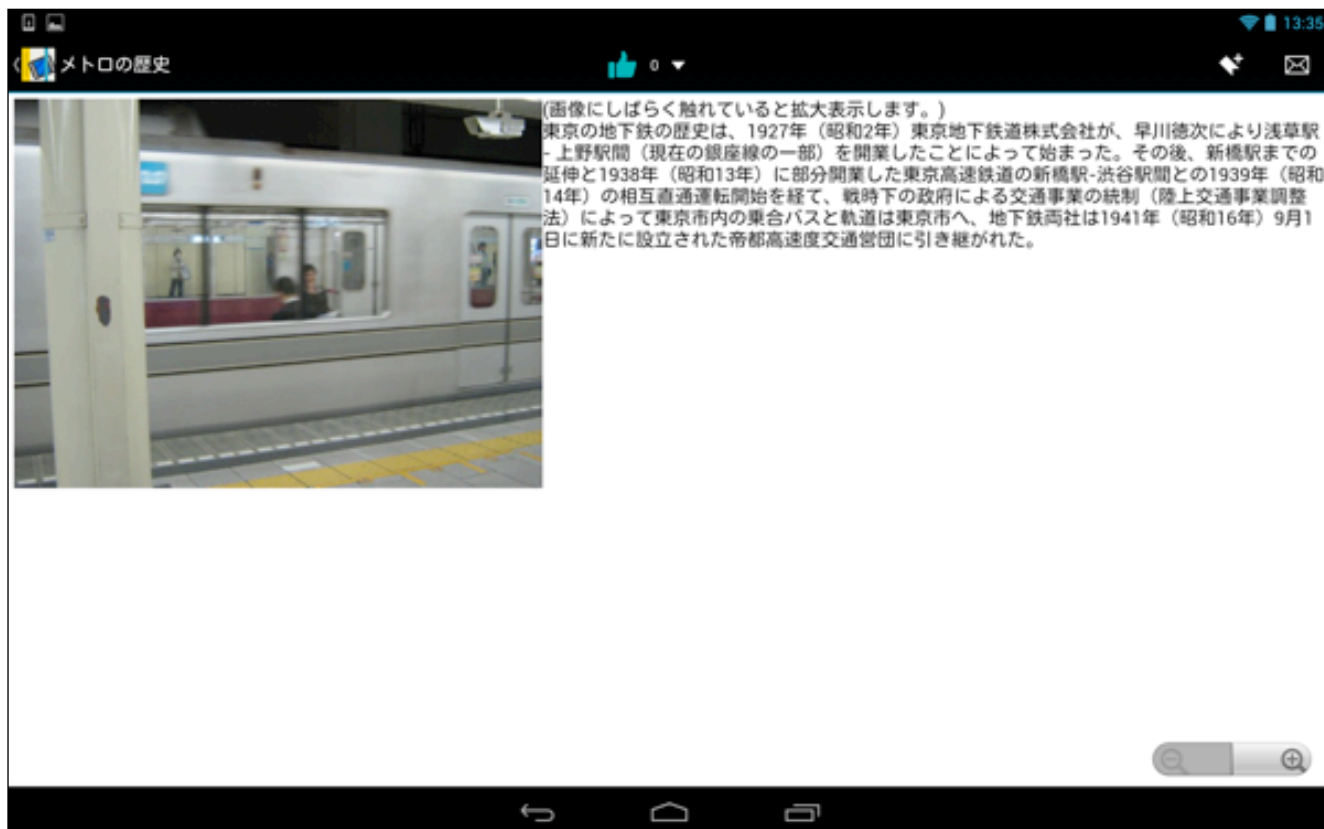 13:35
メトロの歴史
0
(画像にしばらく触れていると拡大表示します。)
東京の地下鉄の歴史は、1927年（昭和2年）東京地下鉄道株式会社が、早川徳次により浅草駅
- 上野駅間（現在の銀座線の一部）を開業したことによって始まった。その後、新橋駅までの
延伸と1938年（昭和13年）に部分開業した東京高速鉄道の新橋駅-渋谷駅間との1939年（昭和
14年）の相互直通運転開始を経て、戦時下の政府による交通事業の統制（陸上交通事業調整
法）によって東京市内の乗合バスと軌道は東京市へ、地下鉄両社は1941年（昭和16年）9月1
日に新たに設立された帝都高速度交通営団に引き継がれた。